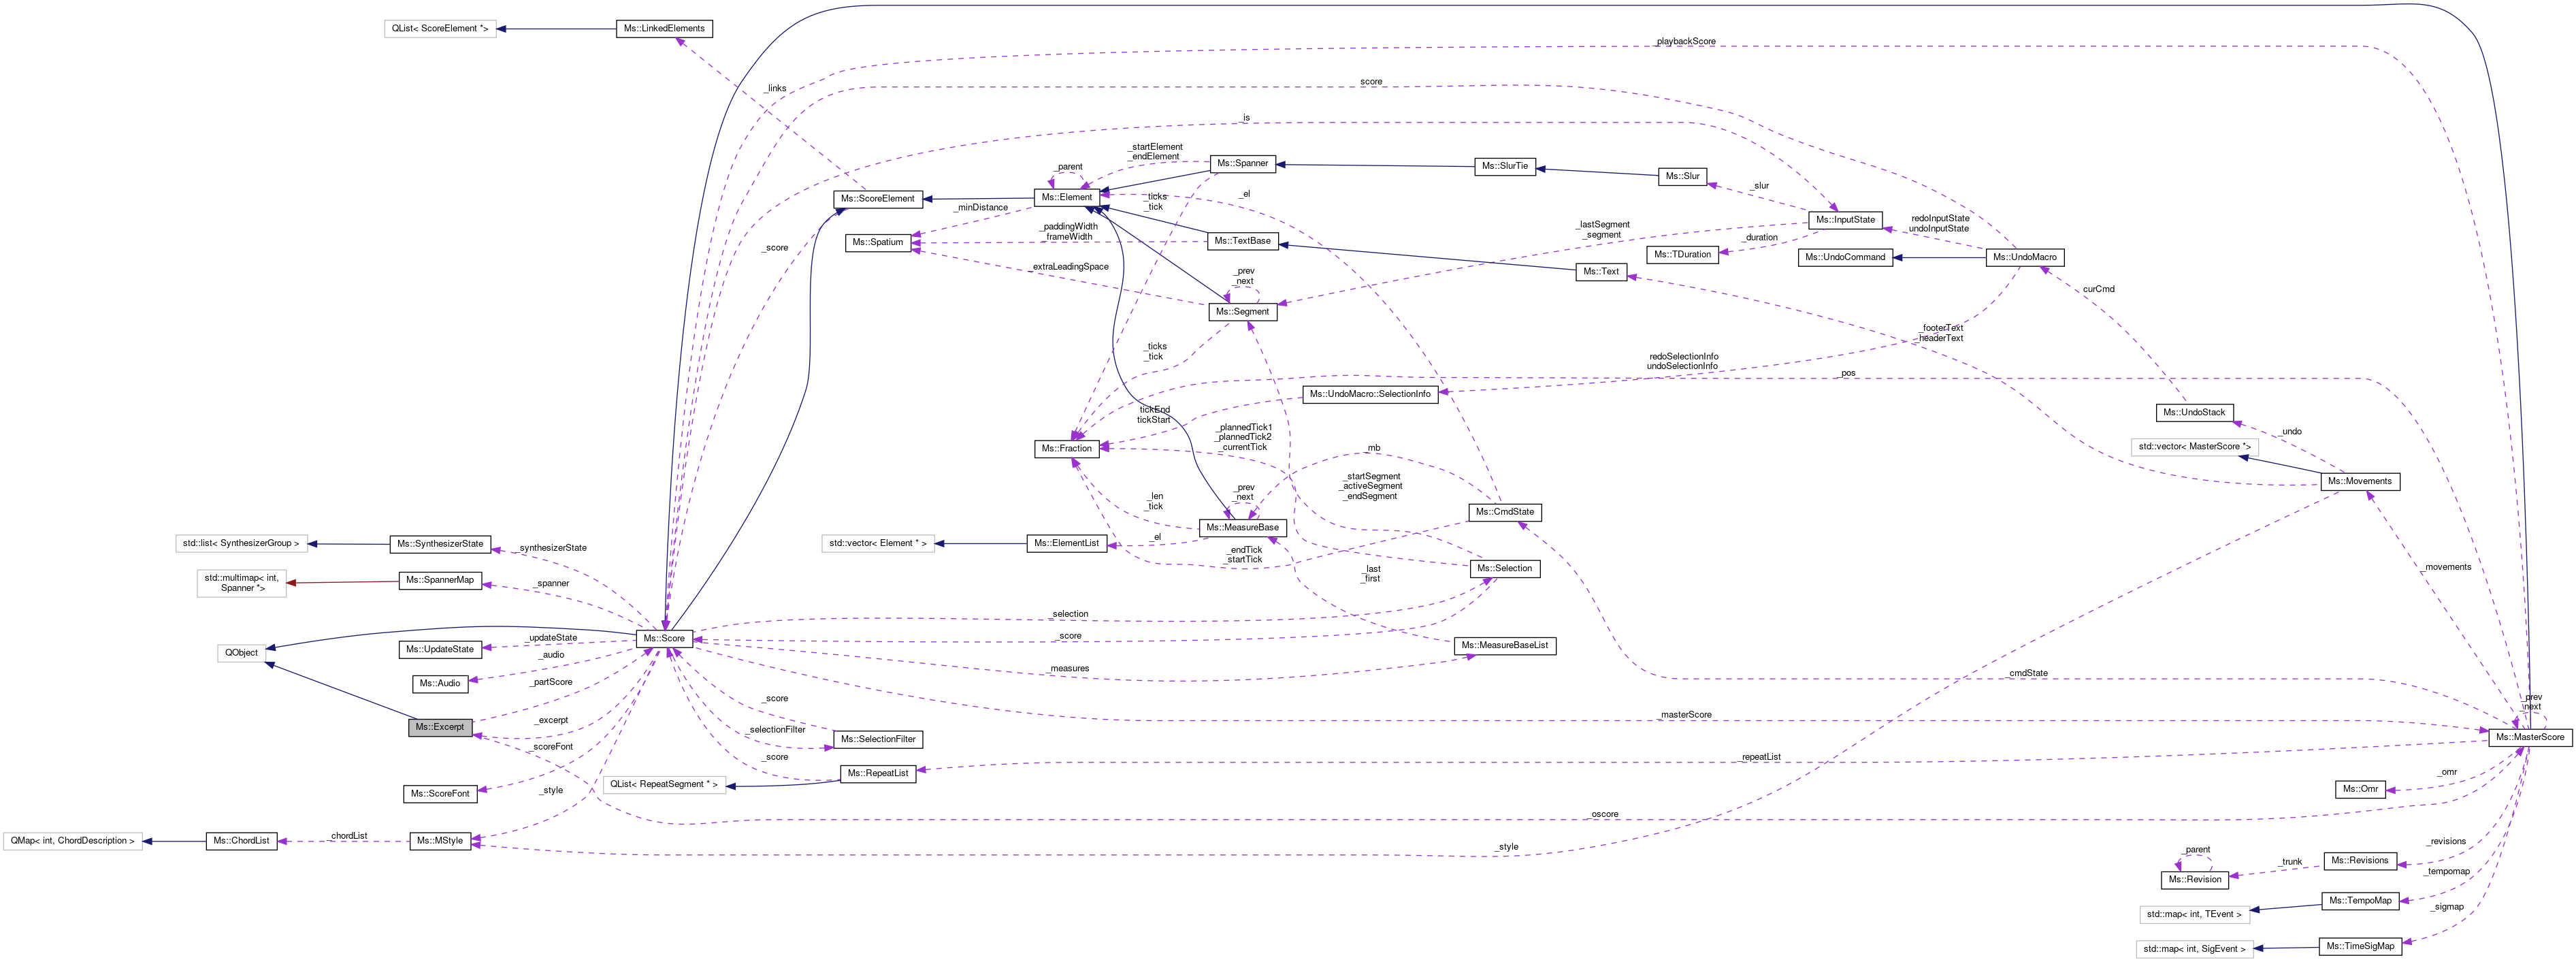 _playbackScore
QList< ScoreElement *>
Ms::LinkedElements
score
_links
_is
_startElement
_endElement
_parent
Ms::Spanner
Ms::SlurTie
Ms::Slur
_slur
Ms::ScoreElement
Ms::Element
_ticks
_tick
_el
_minDistance
Ms::InputState
redoInputState
undoInputState
_lastSegment
_segment
_paddingWidth
_frameWidth
Ms::Spatium
Ms::TextBase
_duration
_score
Ms::TDuration
Ms::UndoCommand
Ms::UndoMacro
_extraLeadingSpace
_prev
_next
Ms::Text
curCmd
Ms::Segment
_footerText
_headerText
_ticks
_tick
redoSelectionInfo
undoSelectionInfo
_pos
Ms::UndoMacro::SelectionInfo
tickEnd
tickStart
Ms::UndoStack
_undo
_plannedTick1
_plannedTick2
_currentTick
Ms::Fraction
_mb
std::vector< MasterScore *>
Ms::Movements
_startSegment
_activeSegment
_endSegment
_len
_tick
_prev
_next
Ms::CmdState
Ms::MeasureBase
std::list< SynthesizerGroup >
Ms::SynthesizerState
_synthesizerState
std::vector< Element * >
Ms::ElementList
_el
_endTick
_startTick
_last
_first
Ms::Selection
_movements
std::multimap< int,
Spanner *>
Ms::SpannerMap
_spanner
_selection
_updateState
Ms::Score
_score
QObject
Ms::UpdateState
Ms::MeasureBaseList
_audio
_measures
_cmdState
Ms::Audio
_partScore
_score
_prev
_next
_excerpt
_masterScore
Ms::Excerpt
_selectionFilter
Ms::SelectionFilter
Ms::MasterScore
_scoreFont
_score
_repeatList
Ms::RepeatList
QList< RepeatSegment * >
_omr
Ms::ScoreFont
_style
Ms::Omr
_oscore
QMap< int, ChordDescription >
Ms::ChordList
_chordList
Ms::MStyle
_style
_revisions
_parent
_trunk
Ms::Revisions
Ms::Revision
_tempomap
Ms::TempoMap
_sigmap
std::map< int, TEvent >
std::map< int, SigEvent >
Ms::TimeSigMap